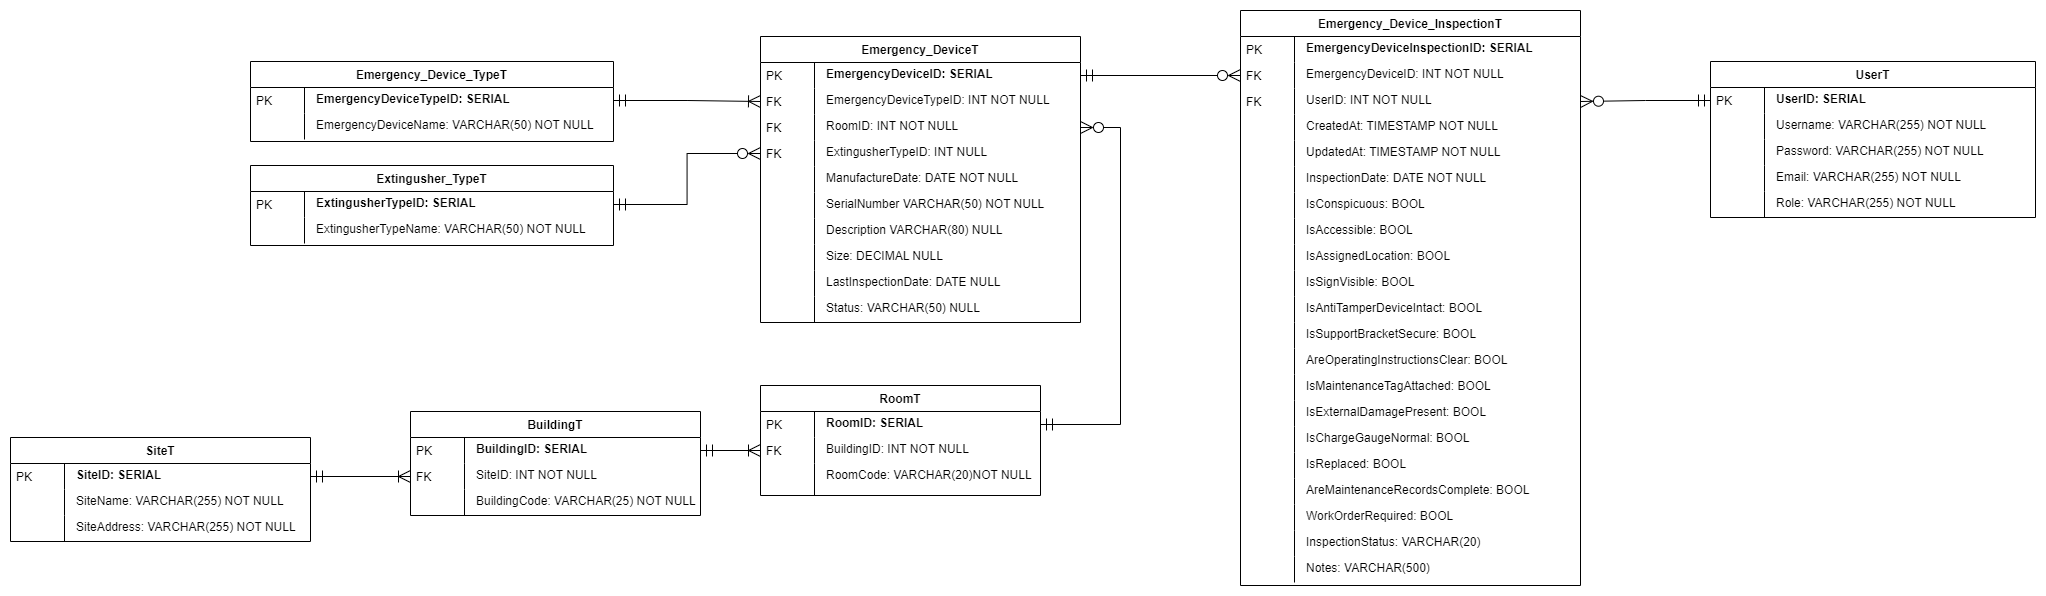 Emergency_Device_TypeT
PK EmergencyDeviceTypeID: SERIAL
EmergencyDeviceName: VARCHAR(50) NOT NULL
Extingusher_TypeT
PK ExtingusherTypeID: SERIAL
ExtingusherTypeName: VARCHAR(50) NOT NULL
Emergency_DeviceT
PK EmergencyDeviceID: SERIAL
FK EmergencyDeviceTypeID: INT NOT NULL
FK RoomID: INT NOT NULL
FK ExtingusherTypeID: INT NULL
ManufactureDate: DATE NOT NULL
SerialNumber VARCHAR(50) NOT NULL
Description VARCHAR(80) NULL
Size: DECIMAL NULL
LastInspectionDate: DATE NULL
Status: VARCHAR(50) NULL
Emergency_Device_InspectionT
PK EmergencyDeviceInspectionID: SERIAL
FK EmergencyDeviceID: INT NOT NULL
FK UserID: INT NOT NULL
CreatedAt: TIMESTAMP NOT NULL
UpdatedAt: TIMESTAMP NOT NULL
InspectionDate: DATE NOT NULL
IsConspicuous: BOOL
IsAccessible: BOOL
IsAssignedLocation: BOOL
IsSignVisible: BOOL
IsAntiTamperDeviceIntact: BOOL
IsSupportBracketSecure: BOOL
AreOperatingInstructionsClear: BOOL
IsMaintenanceTagAttached: BOOL
IsExternalDamagePresent: BOOL
IsChargeGaugeNormal: BOOL
IsReplaced: BOOL
AreMaintenanceRecordsComplete: BOOL
WorkOrderRequired: BOOL
InspectionStatus: VARCHAR(20)
Notes: VARCHAR(500)
UserT
PK UserID: SERIAL
Username: VARCHAR(255) NOT NULL
Password: VARCHAR(255) NOT NULL
Email: VARCHAR(255) NOT NULL
Role: VARCHAR(255) NOT NULL
SiteT
PK SiteID: SERIAL
SiteName: VARCHAR(255) NOT NULL
SiteAddress: VARCHAR(255) NOT NULL
BuildingT
PK BuildingID: SERIAL
FK SiteID: INT NOT NULL
BuildingCode: VARCHAR(25) NOT NULL
RoomT
PK RoomID: SERIAL
FK BuildingID: INT NOT NULL
RoomCode: VARCHAR(20)NOT NULL